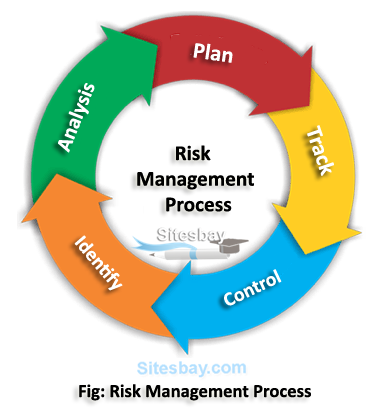 Plan
Track
Control
Identify
Analysis
Risk
Management
Process
Sitesbay
Sitesbay.com
Fig: Risk Management Process